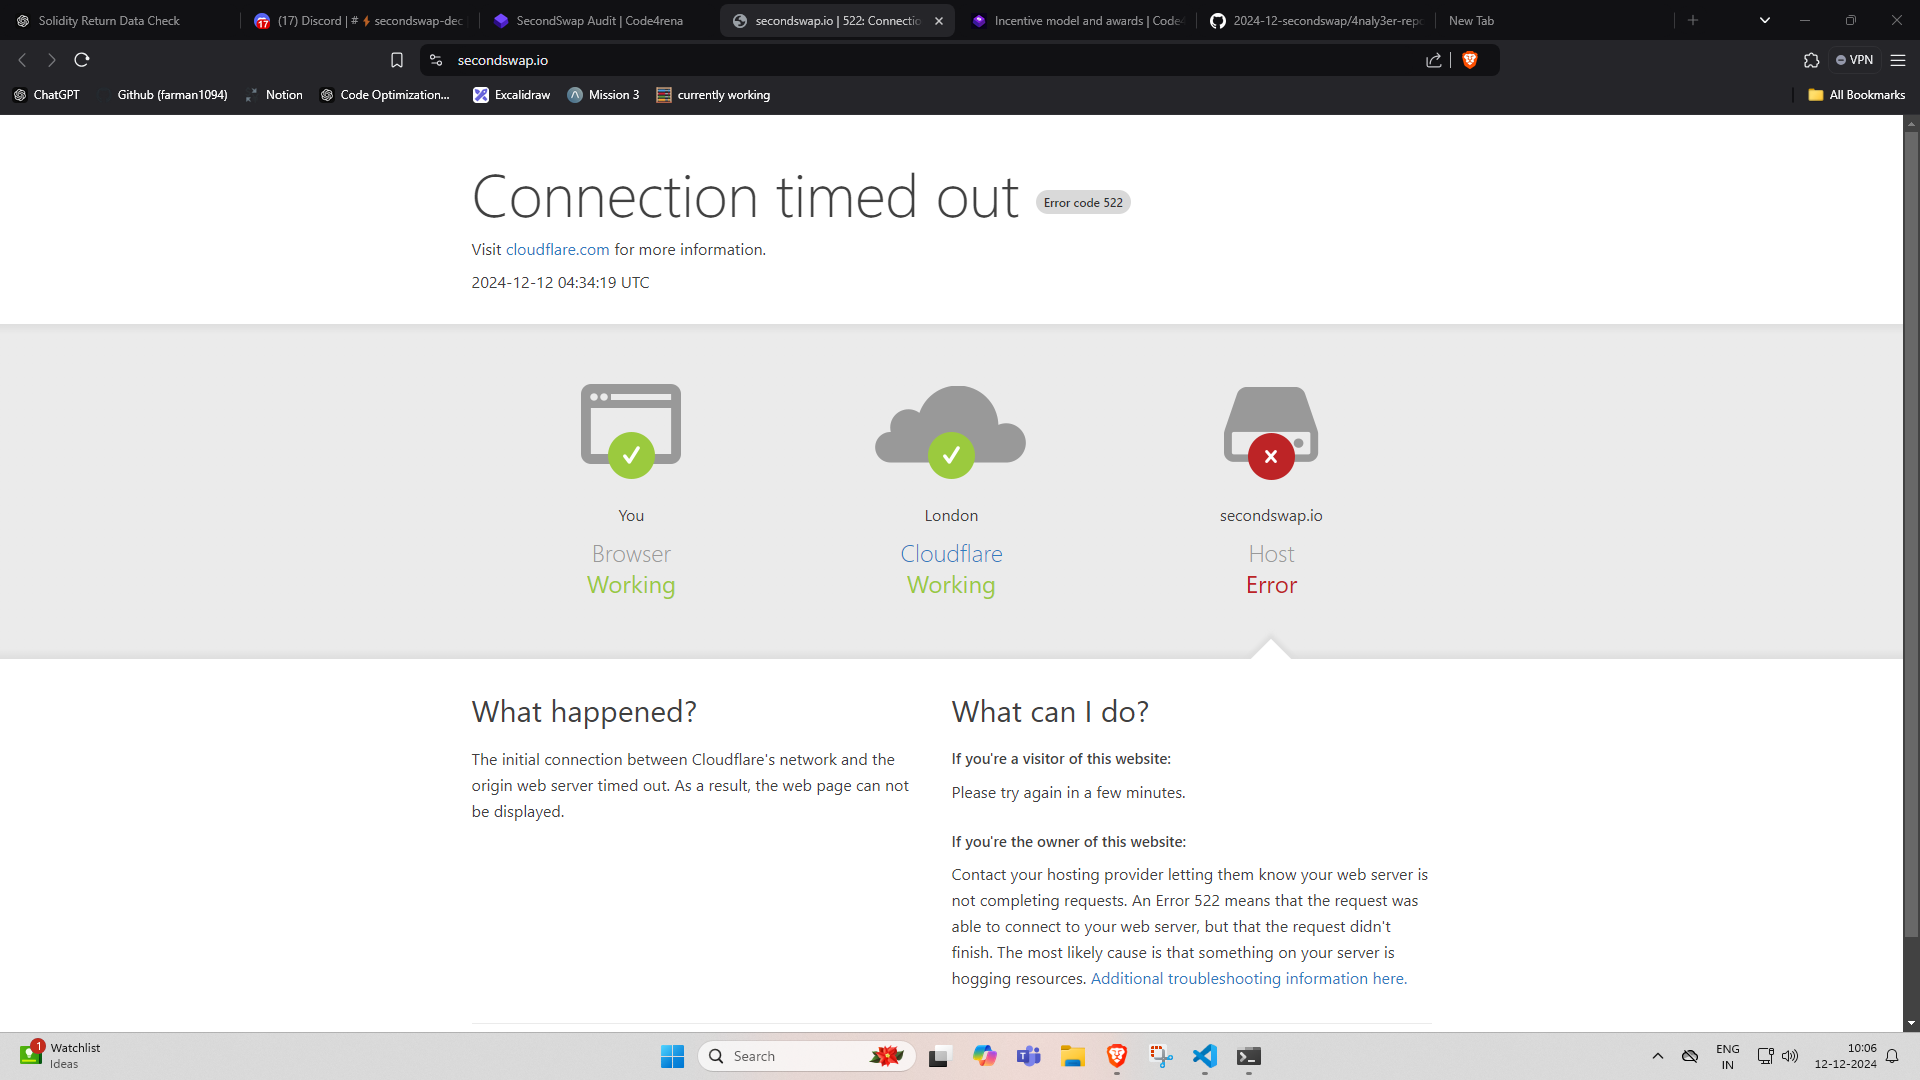 Solidity Return Data Check
(17) Discord | # ⚡ secondswap-dec
SecondSwap Audit | Code4rena
secondswap.io | 522: Connectio
Incentive model and awards | Code4
2024-12-secondswap/4naly3er-repo
New Tab
secondswap.io
VPN
ChatGPT
Github (farman1094)
Notion
Code Optimization...
Excalidraw
Mission 3
currently working
All Bookmarks
Connection timed out
Error code 522
Visit cloudflare.com for more information.
2024-12-12 04:34:19 UTC
You
London
secondswap.io
Browser
Cloudflare
Host
Working
Working
Error
What happened?
The initial connection between Cloudflare's network and the
origin web server timed out. As a result, the web page can not
be displayed.
What can I do?
If you're a visitor of this website:
Please try again in a few minutes.
If you're the owner of this website:
Contact your hosting provider letting them know your web server is
not completing requests. An Error 522 means that the request was
able to connect to your web server, but that the request didn't
finish. The most likely cause is that something on your server is
hogging resources. Additional troubleshooting information here.
1
Watchlist
Ideas
Search
ENG
IN
10:06
12-12-2024